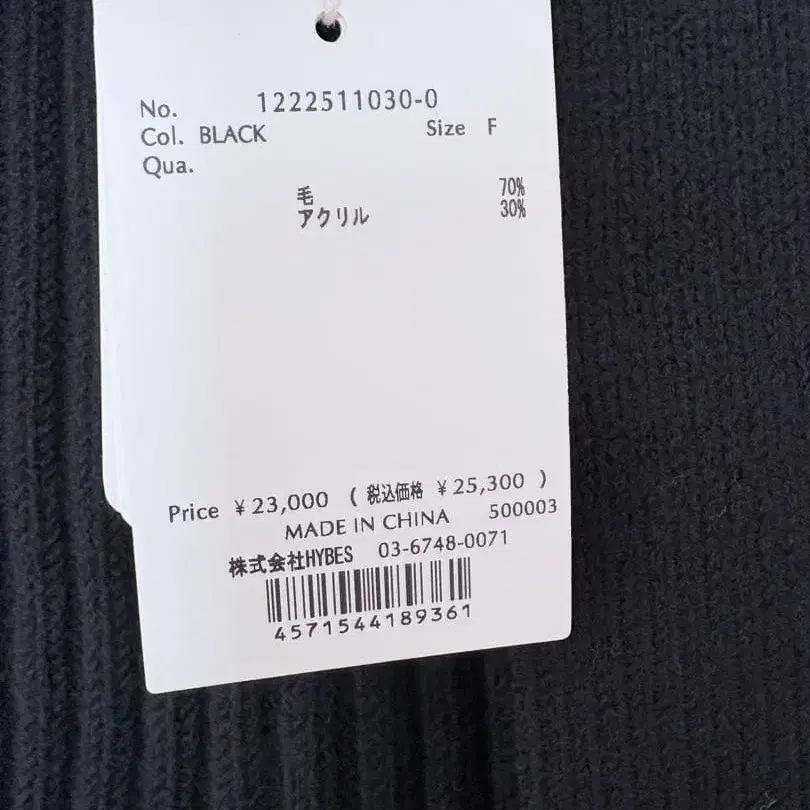 No. 1222511030-0
Col. BLACK Size F
Qua.
毛 70%
アクリル 30%
Price ¥23,000 ( 税込価格 ¥25,300 )
MADE IN CHINA 500003
株式会社HYBES 03-6748-0071
4571544189361